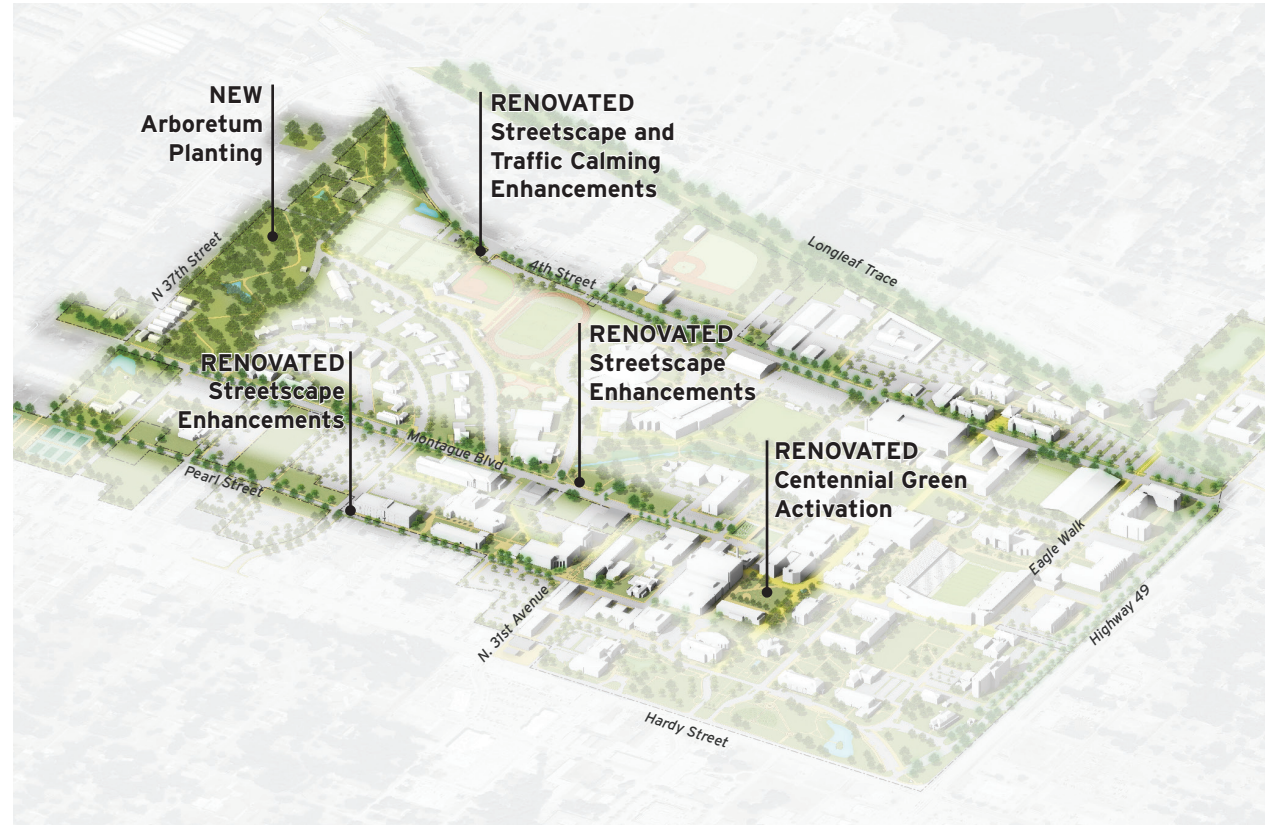 NEW
Arboretum
Planting
RENOVATED
Streetscape and
Traffic Calming
Enhancements
Longleaf Trace
N 37th Street
4th Street
RENOVATED
Streetscape
Enhancements
RENOVATED
Streetscape
Enhancements
Montague Blvd
RENOVATED
Centennial Green
Activation
Pearl Street
Eagle Walk
N. 31st Avenue
Highway 49
Hardy Street